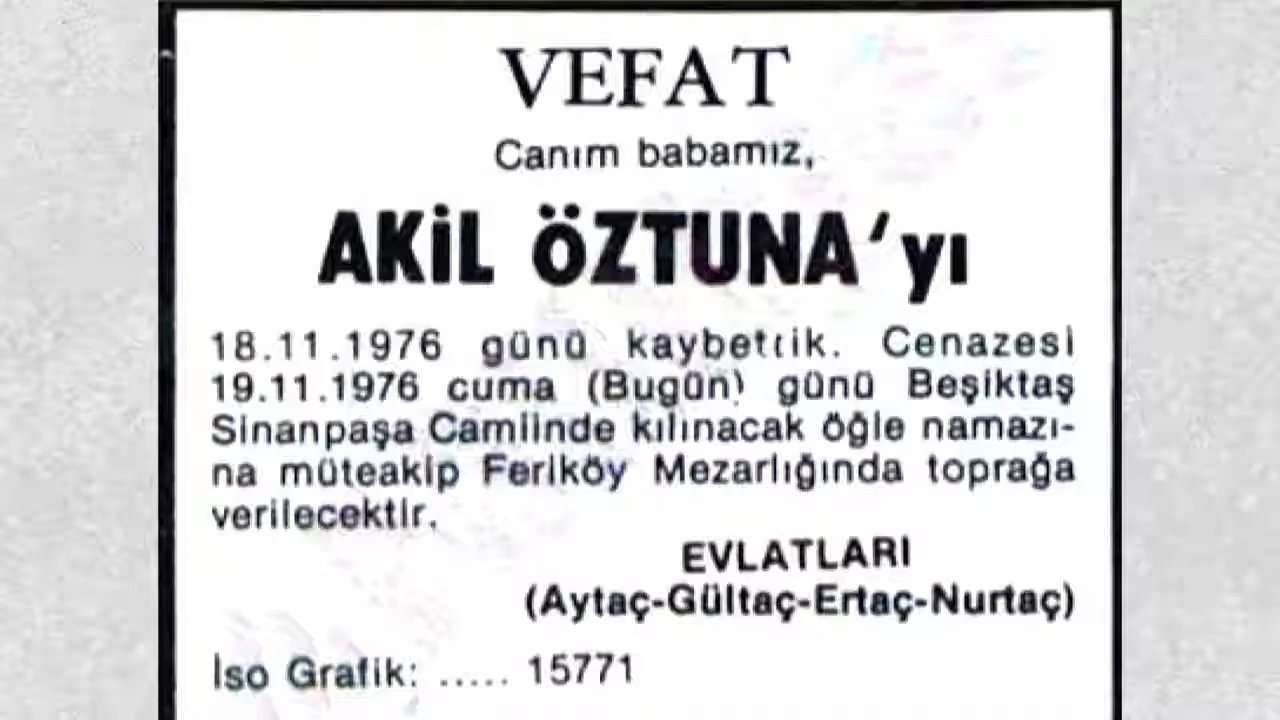 VEFAT
Canım babamız,
AKİL ÖZTUNA'yı
18.11.1976 günü kaybettik. Cenazesi
19.11.1976 cuma (Bugün) günü Beşiktaş
Sinanpaşa Camiinde kılınacak öğle namazı-
na müteakip Feriköy Mezarlığında toprağa
verilecektir.
EVLATLARI
(Aytaç-Gültaç-Ertaç-Nurtaç)
İso Grafik: ..... 15771